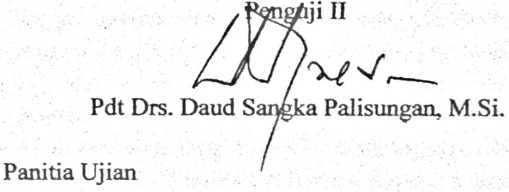 Penguji II
Pdt Drs. Daud Sangka Palisungan, M.Si.
Panitia Ujian